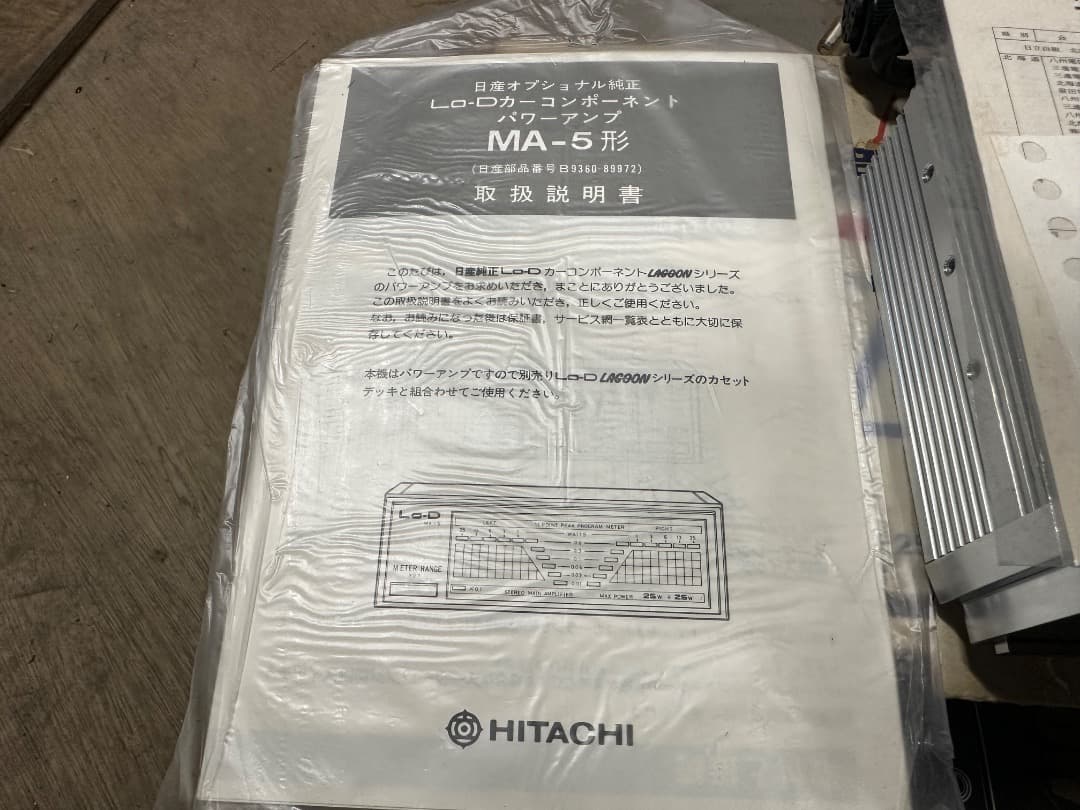 日産オプショナル純正
Lo-Dカーコンポーネント
パワーアンプ
MA-5形
(日産部品番号B9360-89972)
取扱説明書
このたびは，日産純正Lo-DカーコンポーネントLAGOONシリーズ
のパワーアンプをお求めいただき，まことにありがとうございました。
この取扱説明書をよくお読みいただき，正しくご使用ください。
なお，お読みになった後は保証書，サービス網一覧表とともに大切に保
存してください。
本機はパワーアンプですので別売りLo-D LAGOONシリーズのカセット
デッキと組合わせてご使用ください。
Lo-D
LEFT 12 POINT PEAK PROGRAM METER RIGHT
WATTS
METER RANGE
STEREO MAIN AMPLIFIER MAX POWER 25W + 25W
HITACHI
北海道